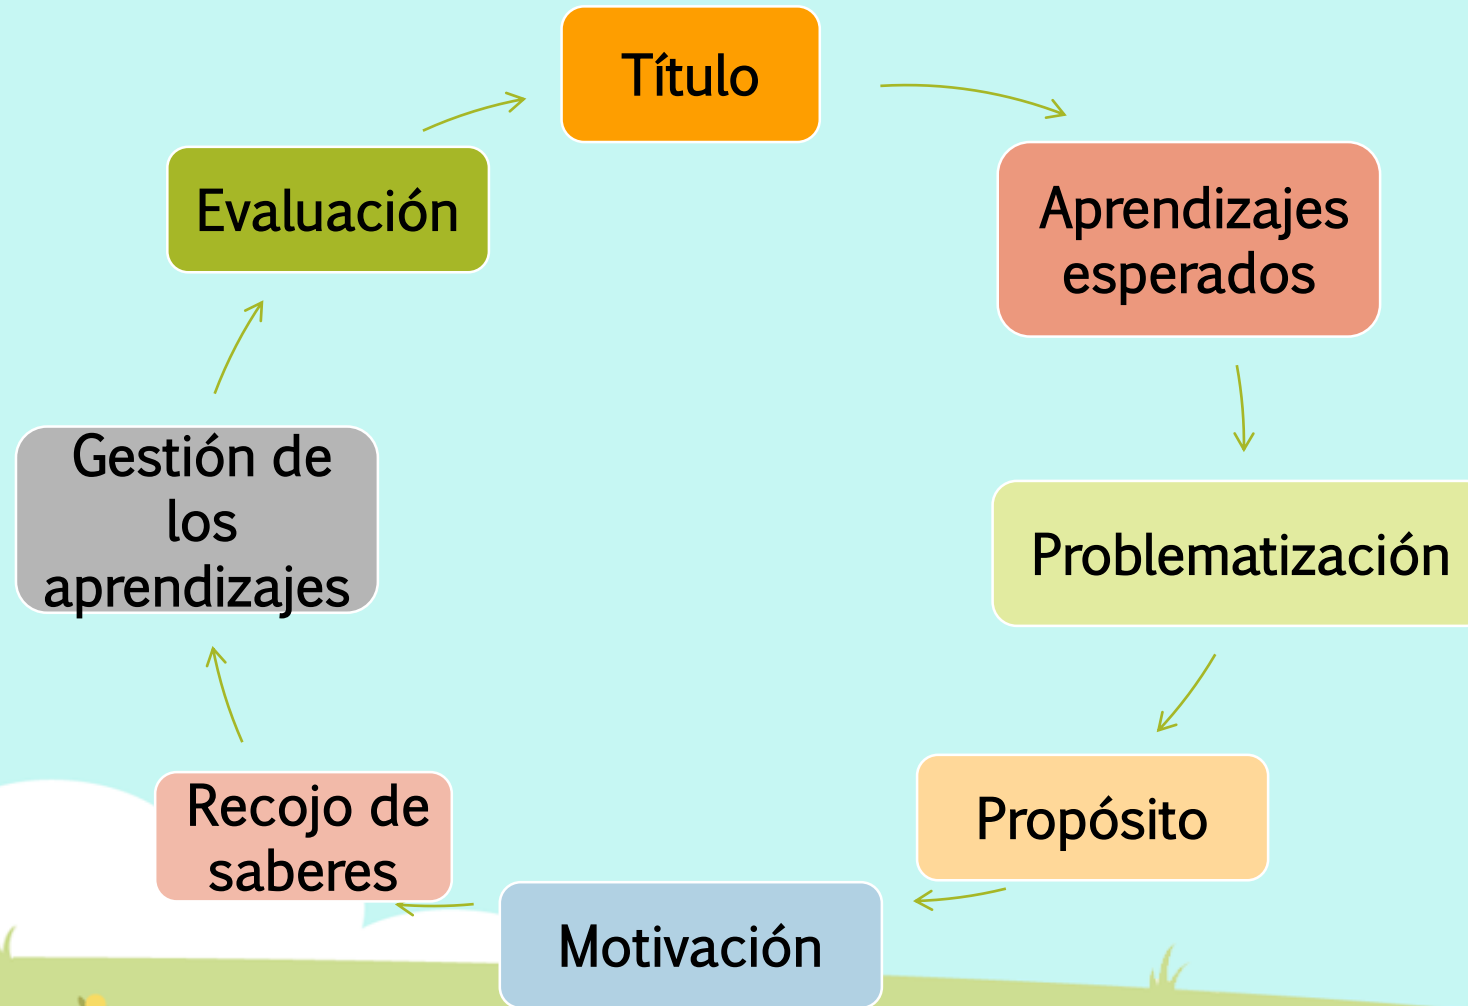 Título
Aprendizajes
esperados
Problematización
Propósito
Motivación
Recojo de
saberes
Gestión de
los
aprendizajes
Evaluación